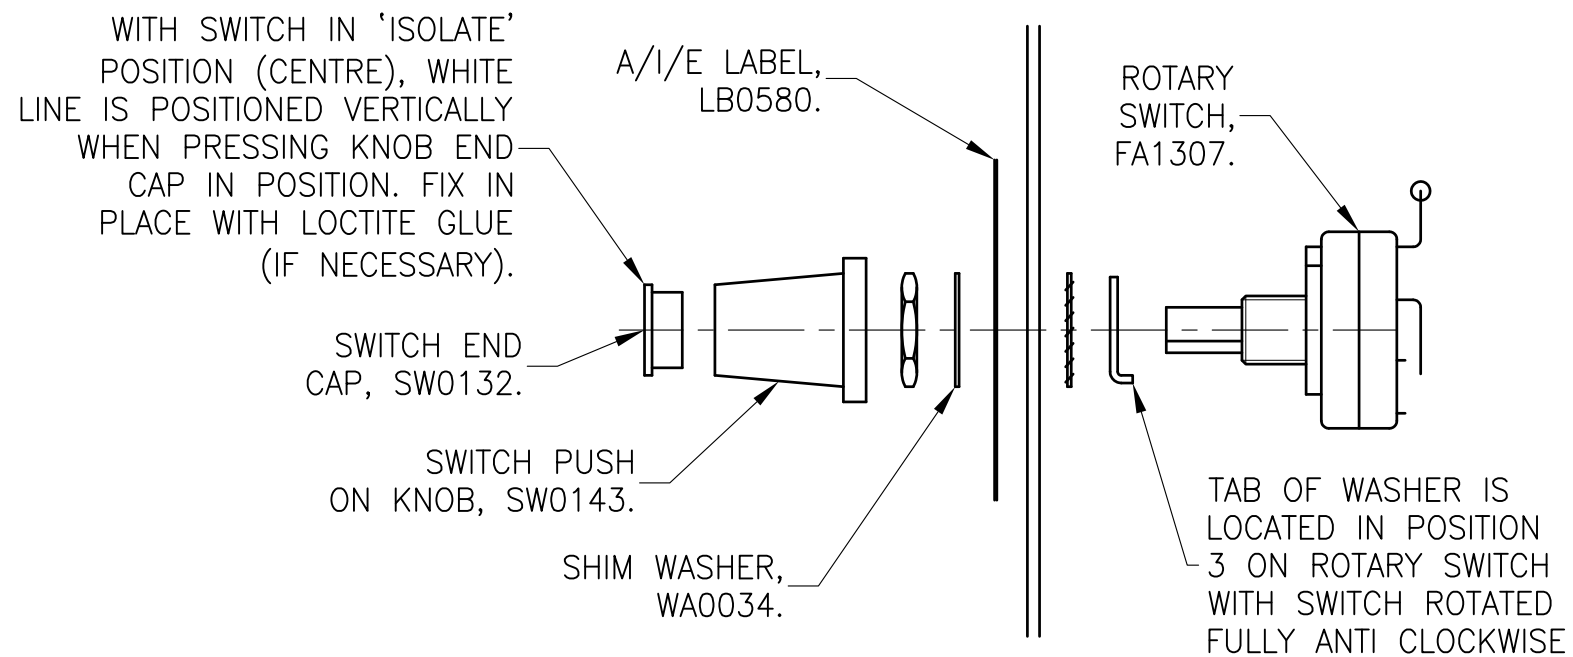 WITH SWITCH IN ‘ISOLATE’
POSITION (CENTRE), WHITE
LINE IS POSITIONED VERTICALLY
WHEN PRESSING KNOB END
CAP IN POSITION. FIX IN
PLACE WITH LOCTITE GLUE
(IF NECESSARY).
A/I/E LABEL,
LB0580.
ROTARY
SWITCH,
FA1307.
SWITCH END
CAP, SW0132.
SWITCH PUSH
ON KNOB, SW0143.
SHIM WASHER,
WA0034.
TAB OF WASHER IS
LOCATED IN POSITION
3 ON ROTARY SWITCH
WITH SWITCH ROTATED
FULLY ANTI CLOCKWISE